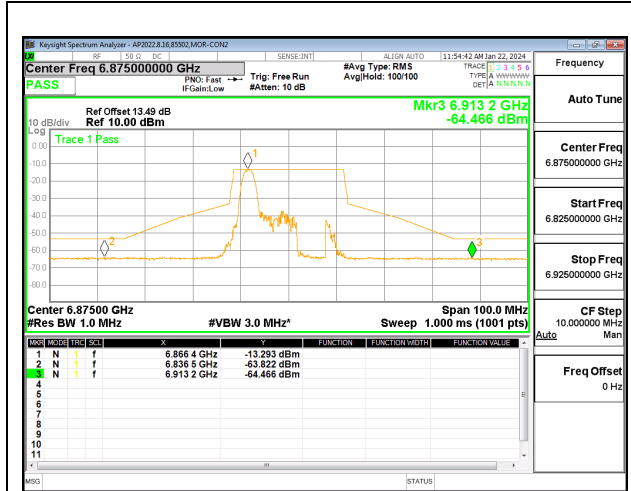 Keysight Spectrum Analyzer - AP2022.8.16,85502,MOR-CON2
RF 50 Ω DC SENSE:INT ALIGN AUTO 11:54:42 AM Jan 22, 2024
Center Freq 6.875000000 GHz
PASS
PNO: Fast
IFGain:Low
Trig: Free Run
#Atten: 10 dB
#Avg Type: RMS
Avg|Hold: 100/100
TRACE 1 2 3 4 5 6
TYPE A WWWWW
DET A N N N N N
Frequency
Mkr3 6.913 2 GHz
-64.466 dBm
Ref Offset 13.49 dB
10 dB/div Ref 10.00 dBm
Log
Trace 1 Pass
0.00
-10.0
-20.0
-30.0
-40.0
-50.0
-60.0
-70.0
-80.0
1
2
3
Center 6.87500 GHz Span 100.0 MHz
#Res BW 1.0 MHz #VBW 3.0 MHz* Sweep 1.000 ms (1001 pts)
MKR MODE TRC SCL X Y FUNCTION FUNCTION WIDTH FUNCTION VALUE
1 N 1 f 6.866 4 GHz -13.293 dBm
2 N 1 f 6.836 5 GHz -63.822 dBm
3 N 1 f 6.913 2 GHz -64.466 dBm
4
5
6
7
8
9
10
11
MSG STATUS
Auto Tune
Center Freq
6.875000000 GHz
Start Freq
6.825000000 GHz
Stop Freq
6.925000000 GHz
CF Step
10.000000 MHz
Auto Man
Freq Offset
0 Hz